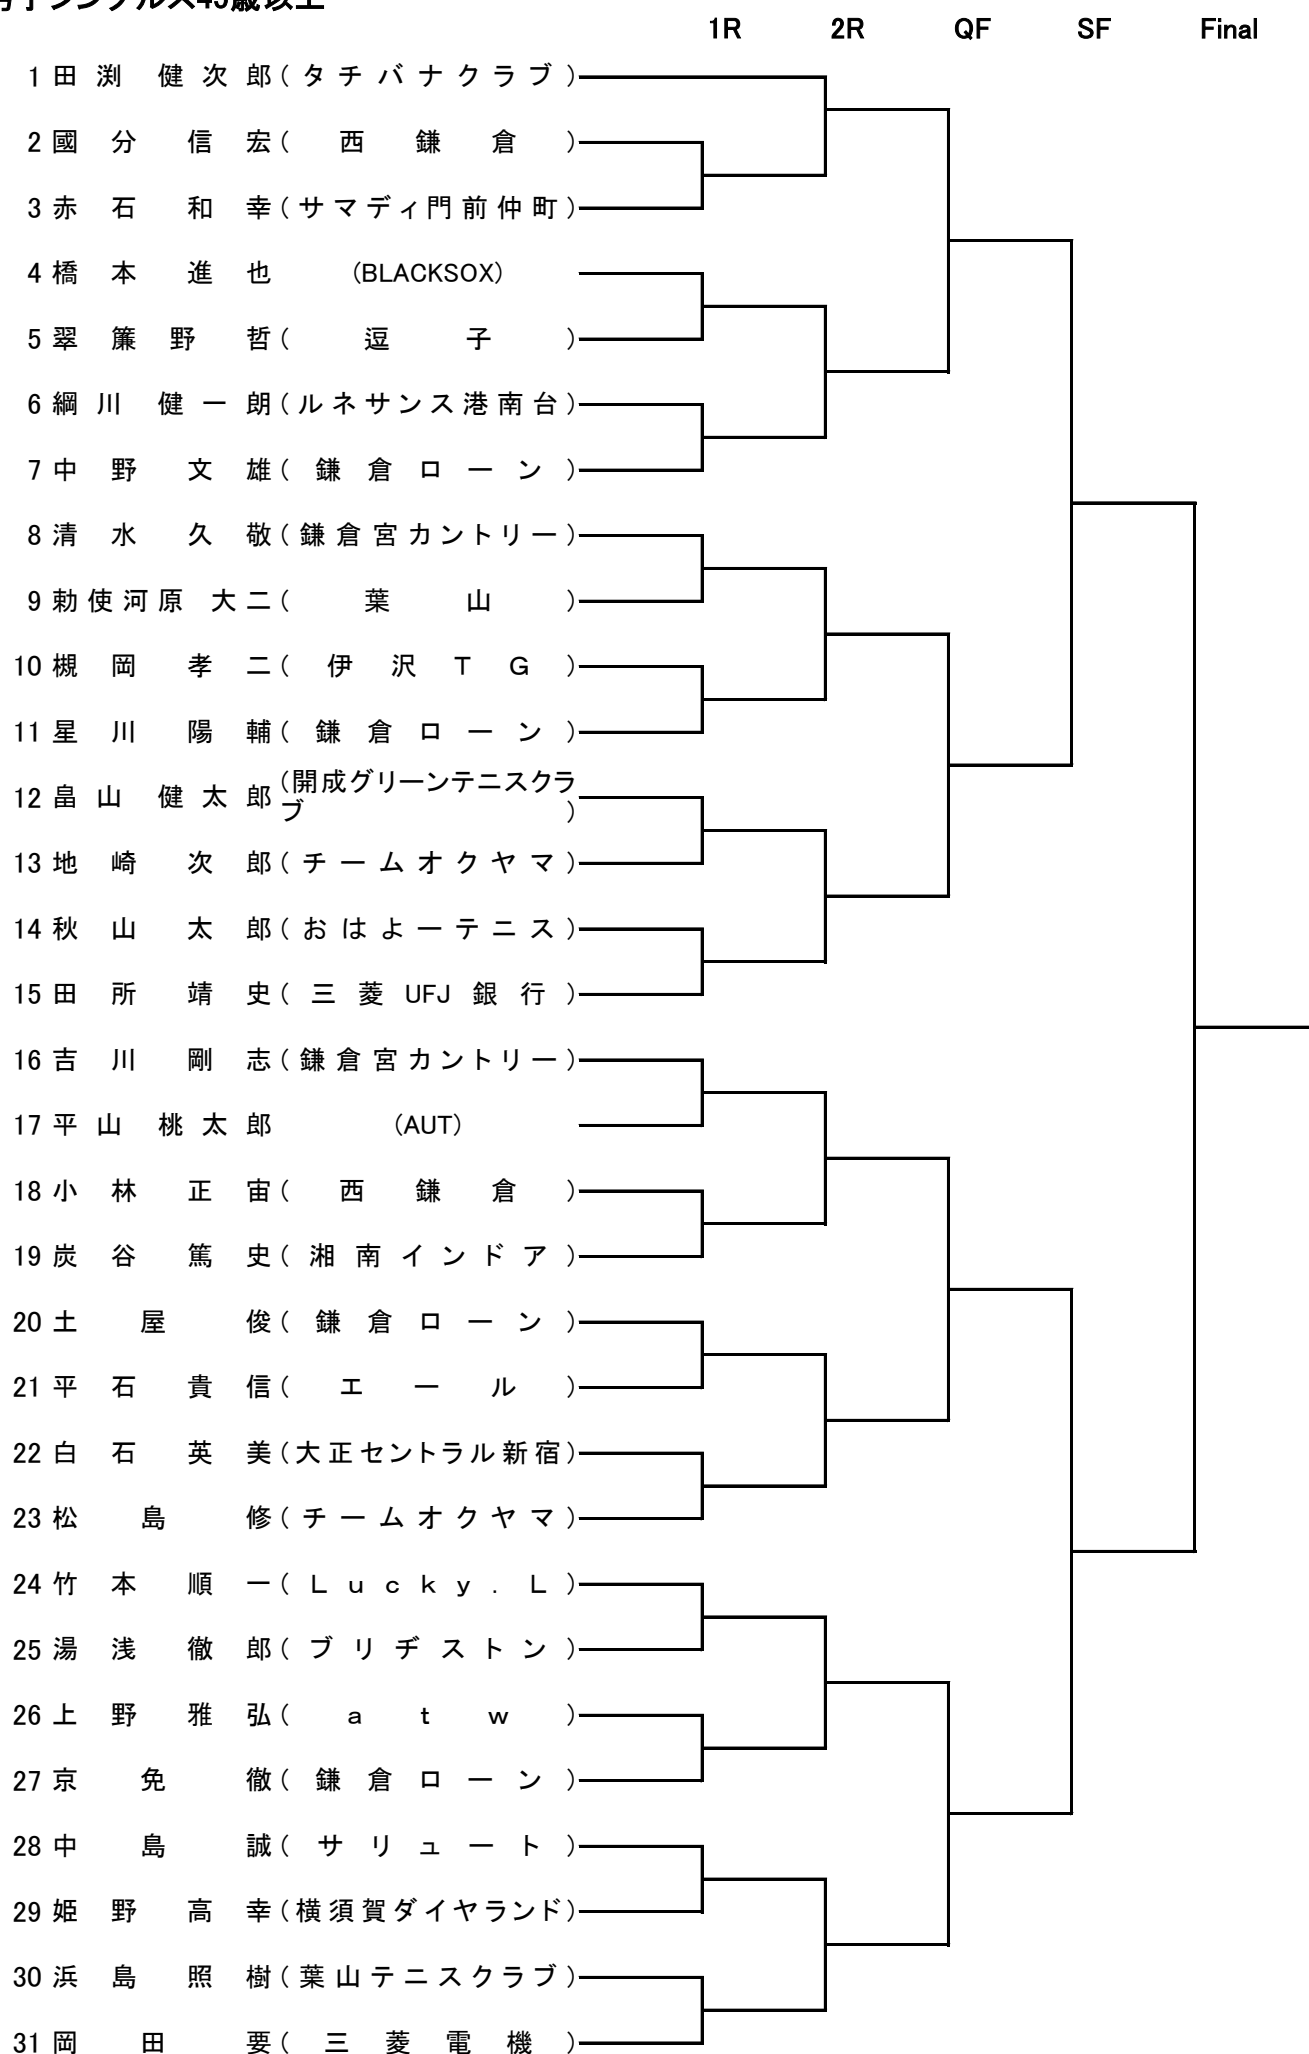 男子シングルス45歳以上
1R 2R QF SF Final
1 田渕 健次郎(タチバナクラブ)
2 國分 信宏(西鎌倉)
3 赤石 和幸(サマディ門前仲町)
4 橋本 進也 (BLACKSOX)
5 翠簾野 哲(逗子)
6 綱川 健一朗(ルネサンス港南台)
7 中野 文雄(鎌倉ローン)
8 清水 久敬(鎌倉宮カントリー)
9 勅使河原 大二(葉山)
10 槻岡 孝二(伊沢TG)
11 星川 陽輔(鎌倉ローン)
12 畠山 健太郎(開成グリーンテニスクラ
ブ)
13 地崎 次郎(チームオクヤマ)
14 秋山 太郎(おはよーテニス)
15 田所 靖史(三菱UFJ銀行)
16 吉川 剛志(鎌倉宮カントリー)
17 平山 桃太郎 (AUT)
18 小林 正宙(西鎌倉)
19 炭谷 篤史(湘南インドア)
20 土屋 俊(鎌倉ローン)
21 平石 貴信(エール)
22 白石 英美(大正セントラル新宿)
23 松島 修(チームオクヤマ)
24 竹本 順一(Lucky.L)
25 湯浅 徹郎(ブリヂストン)
26 上野 雅弘(atw)
27 京免 徹(鎌倉ローン)
28 中島 誠(サリュート)
29 姫野 高幸(横須賀ダイヤランド)
30 浜島 照樹(葉山テニスクラブ)
31 岡田 要(三菱電機)